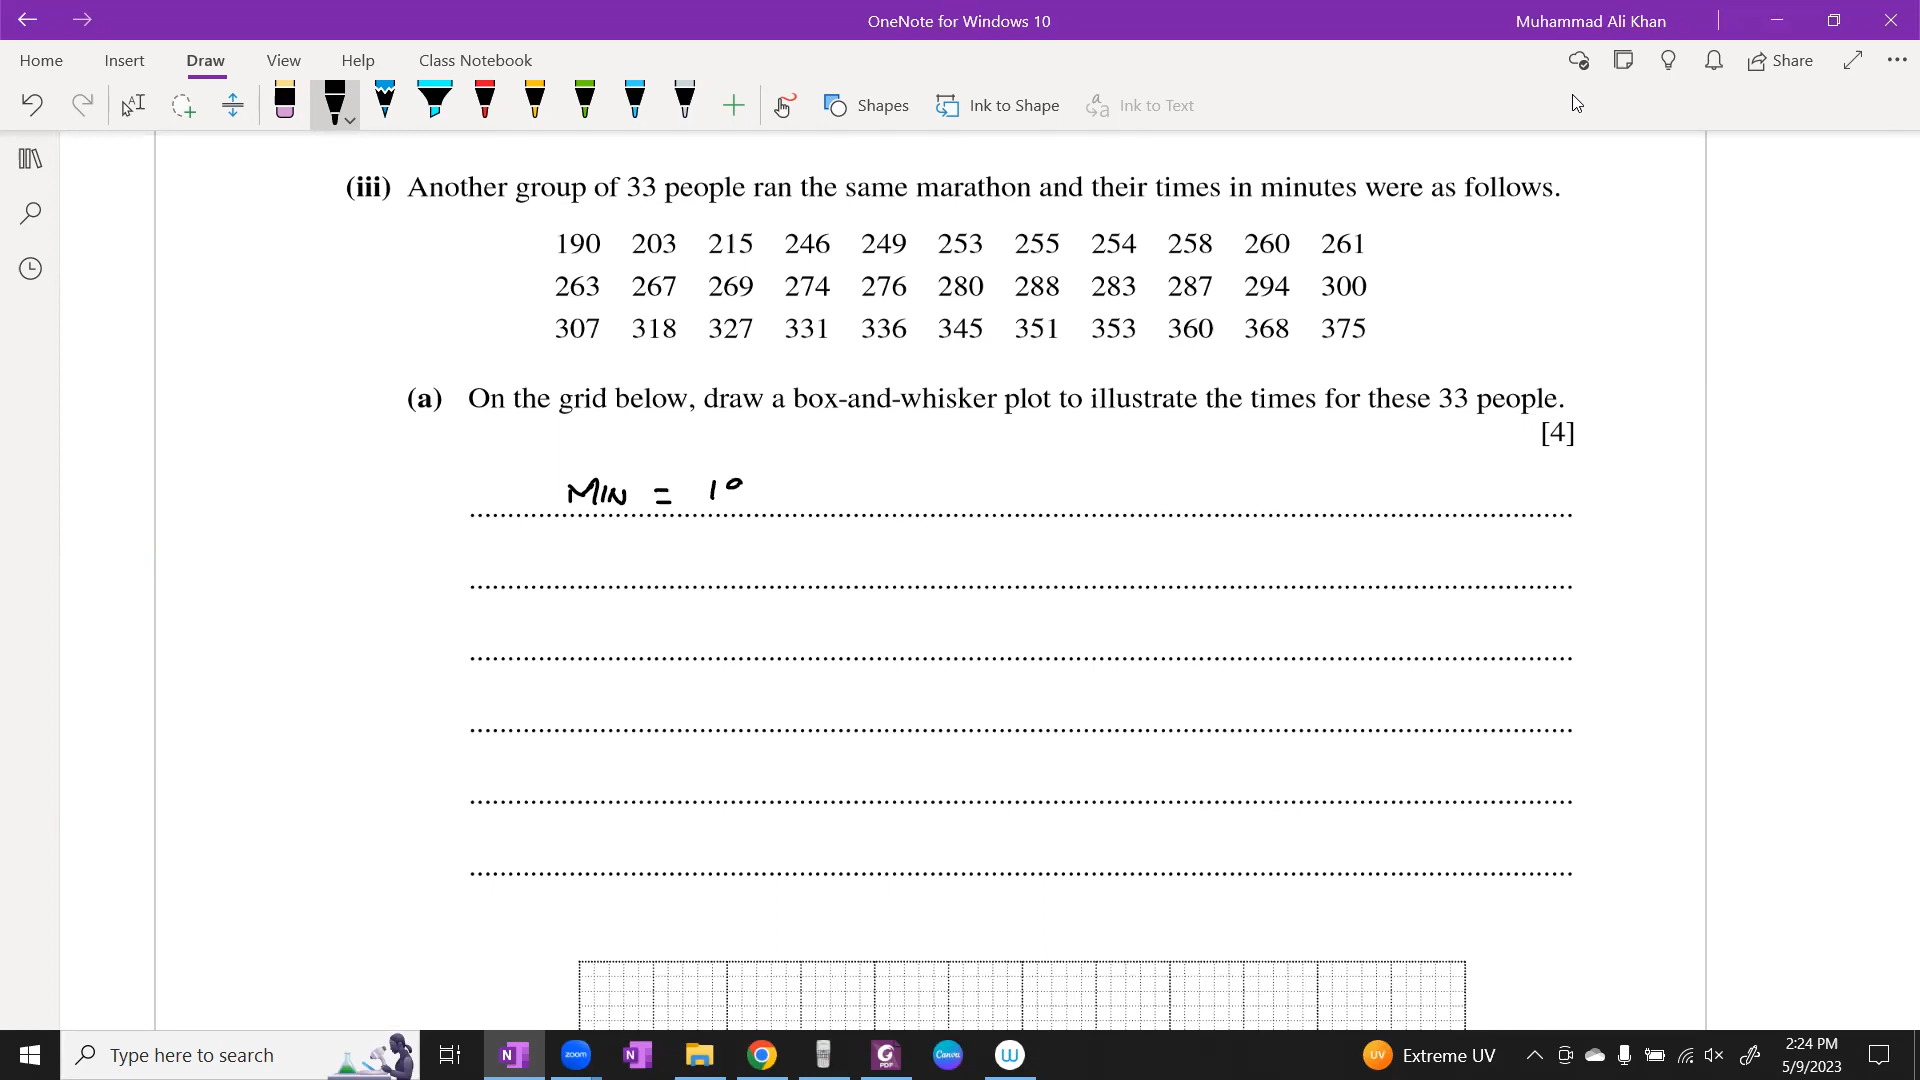 OneNote for Windows 10
Muhammad Ali Khan
Home Insert Draw View Help Class Notebook
Share
Shapes Ink to Shape Ink to Text
(iii) Another group of 33 people ran the same marathon and their times in minutes were as follows.
190 203 215 246 249 253 255 254 258 260 261
263 267 269 274 276 280 288 283 287 294 300
307 318 327 331 336 345 351 353 360 368 375
(a) On the grid below, draw a box-and-whisker plot to illustrate the times for these 33 people.
[4]
MIN = 10
Type here to search
zoom
N
N
G
PDF
Canva
W
UV
Extreme UV
2:24 PM
5/9/2023